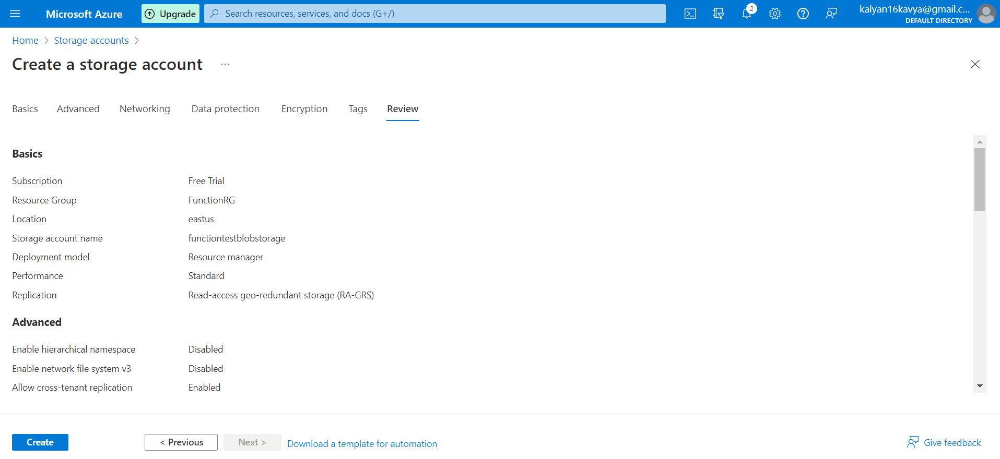 Microsoft Azure
Upgrade
Search resources, services, and docs (G+/)
2
kalyan16kavya@gmail.c...
DEFAULT DIRECTORY
Home > Storage accounts >
Create a storage account ...
Basics Advanced Networking Data protection Encryption Tags Review
Basics
Subscription Free Trial
Resource Group FunctionRG
Location eastus
Storage account name functiontestblobstorage
Deployment model Resource manager
Performance Standard
Replication Read-access geo-redundant storage (RA-GRS)
Advanced
Enable hierarchical namespace Disabled
Enable network file system v3 Disabled
Allow cross-tenant replication Enabled
Create < Previous Next > Download a template for automation Give feedback